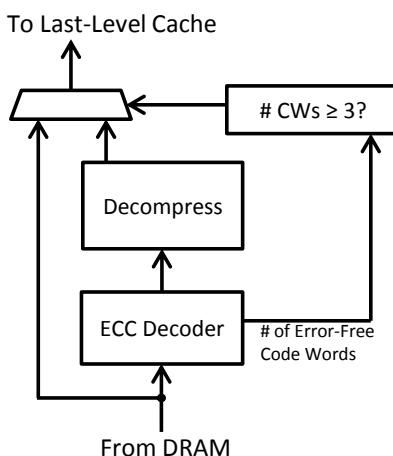 To Last-Level Cache
# CWs ≥ 3?
Decompress
ECC Decoder
# of Error-Free
Code Words
From DRAM